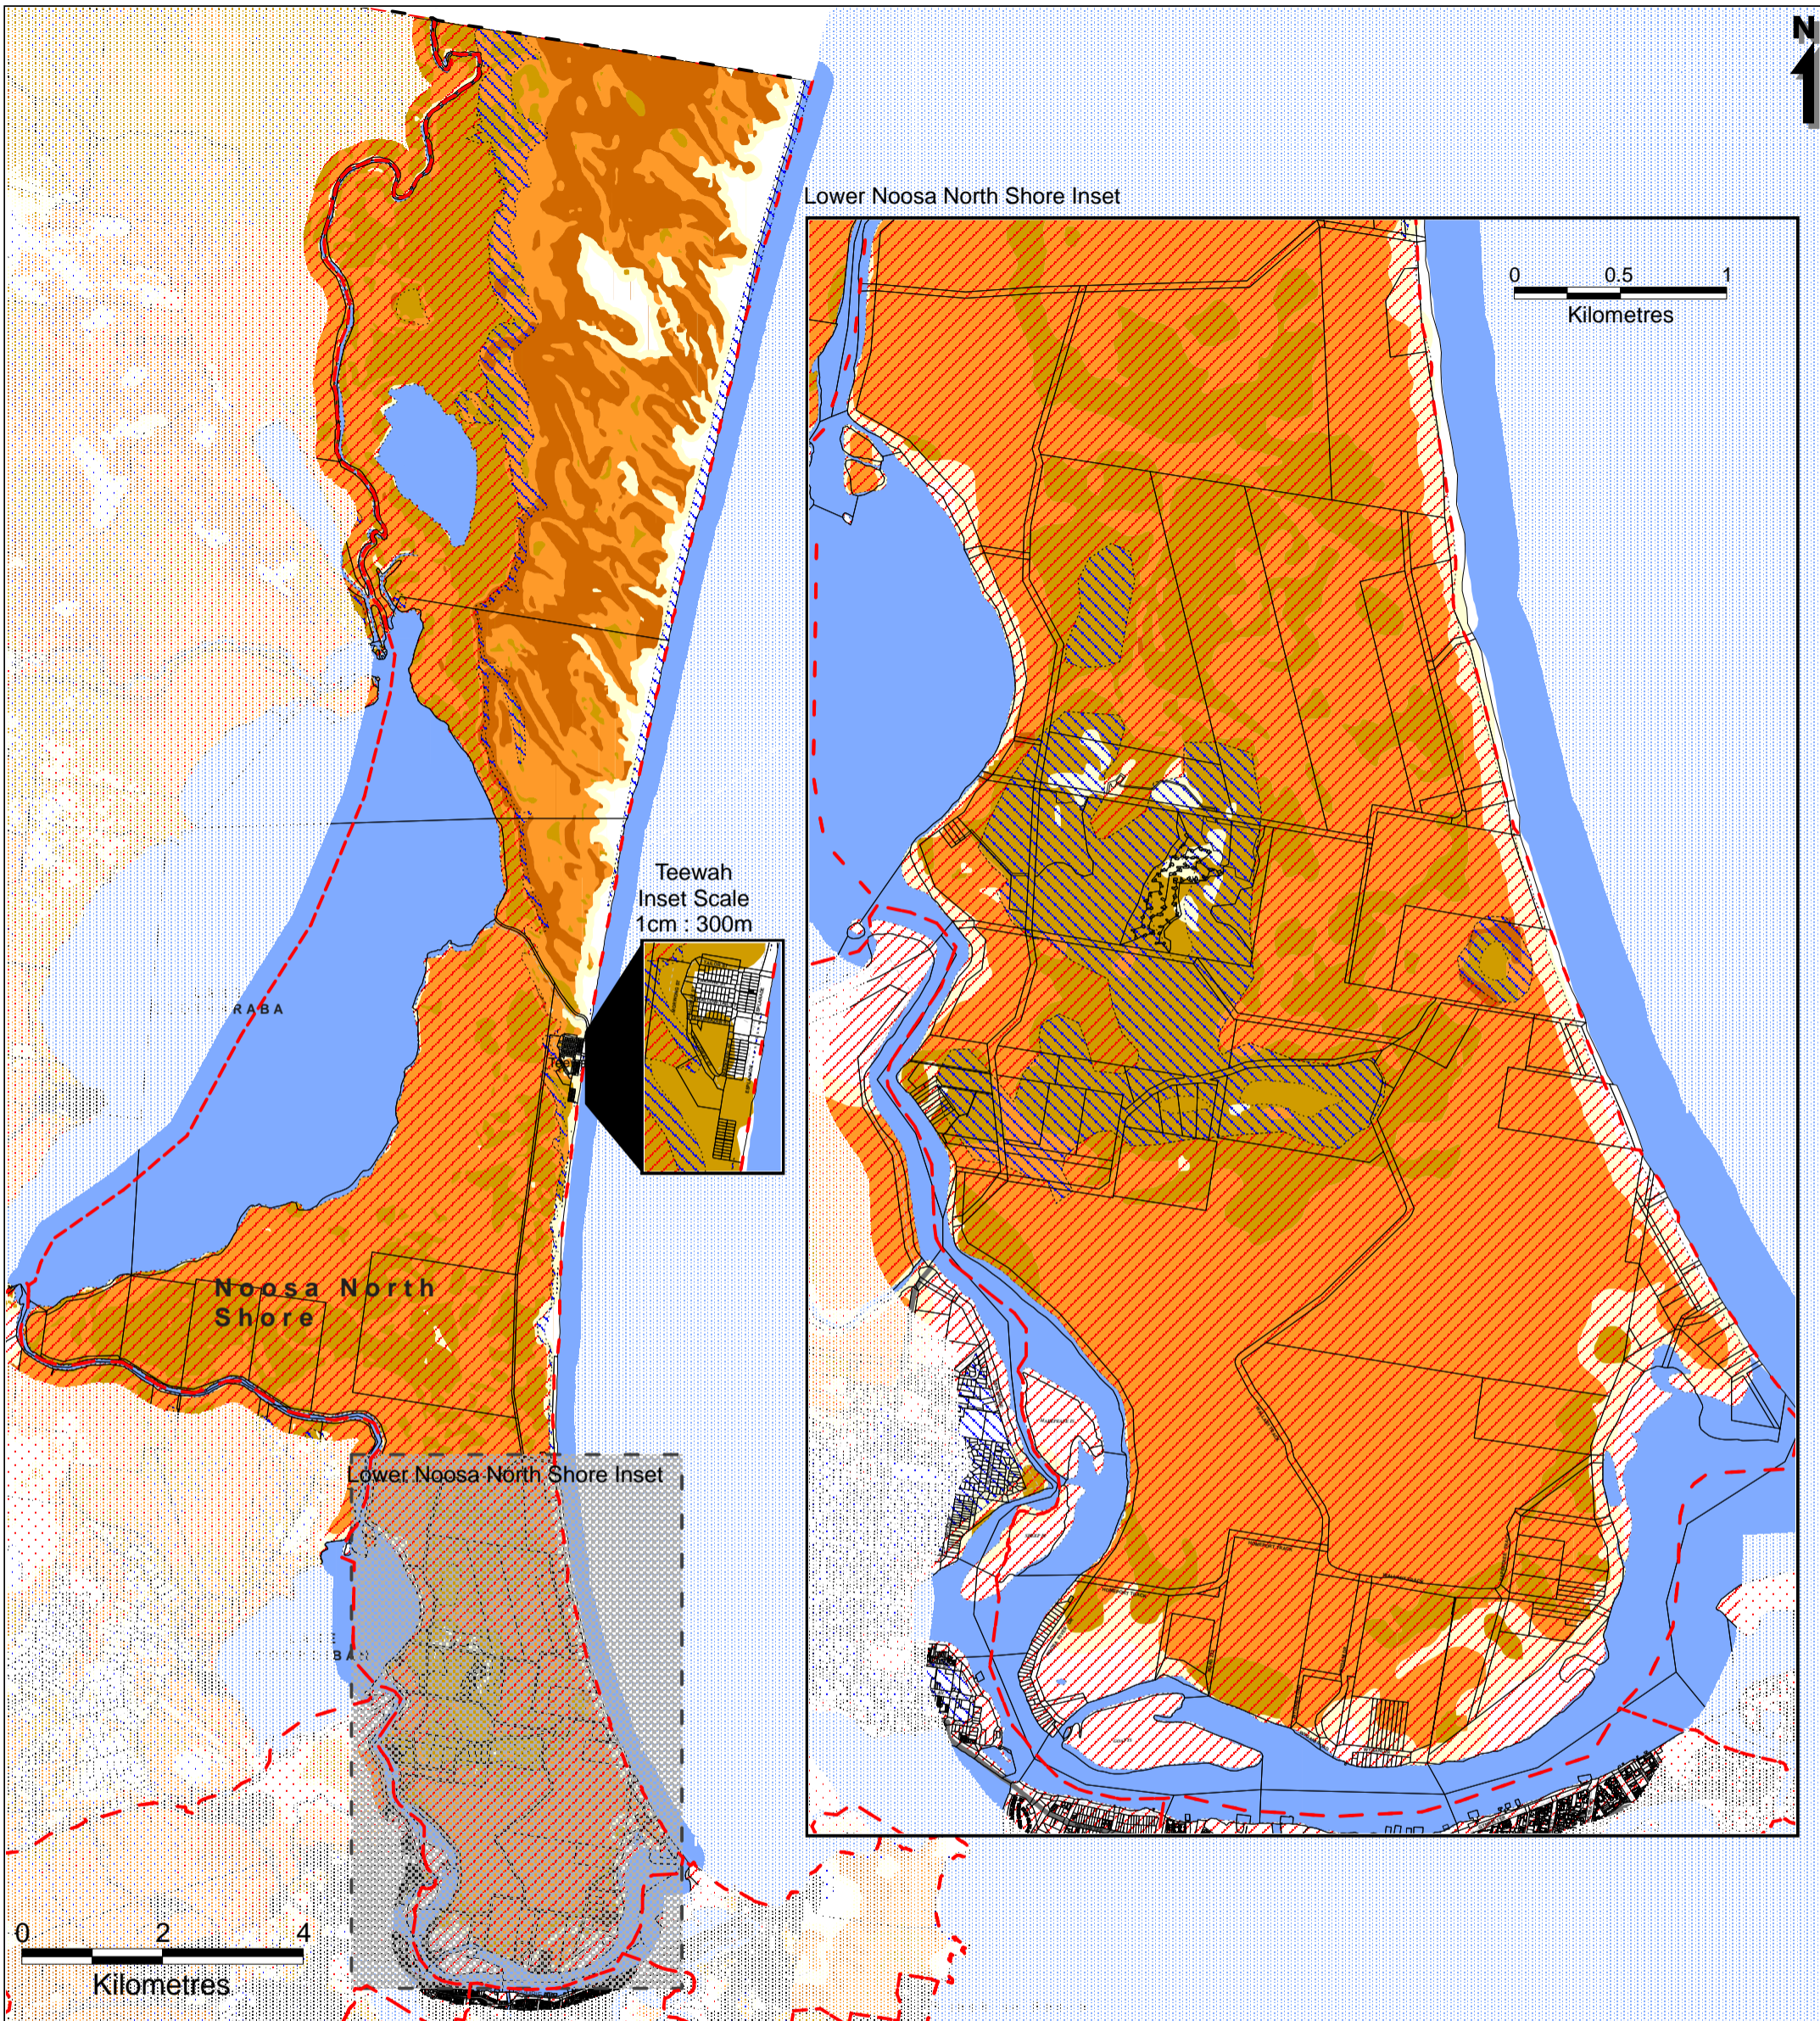 N
Lower Noosa North Shore Inset
0 0.5 1
Kilometres
Teewah
Inset Scale
1cm : 300m
RABA
Noosa North
Shore
Lower Noosa North Shore Inset
BA
0 2 4
Kilometres